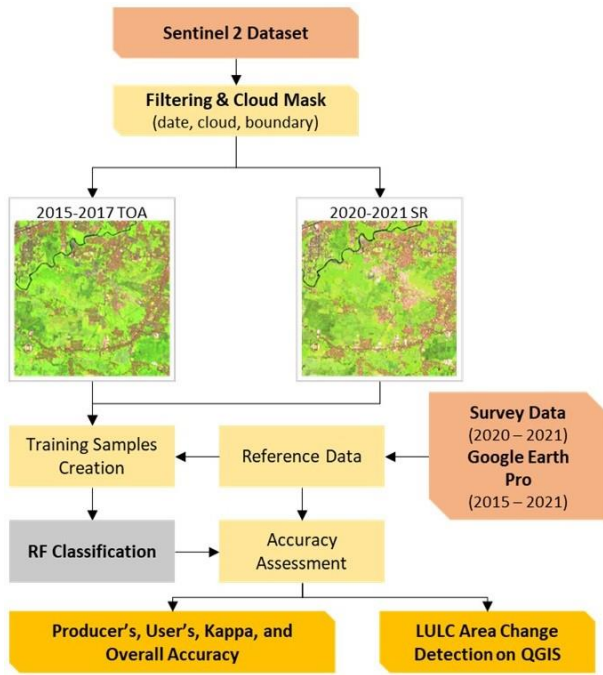 Sentinel 2 Dataset
Filtering & Cloud Mask
(date, cloud, boundary)
2015-2017 TOA
2020-2021 SR
Survey Data
(2020 – 2021)
Google Earth
Pro
(2015 – 2021)
Training Samples
Creation
Reference Data
RF Classification
Accuracy
Assessment
Producer’s, User’s, Kappa, and
Overall Accuracy
LULC Area Change
Detection on QGIS